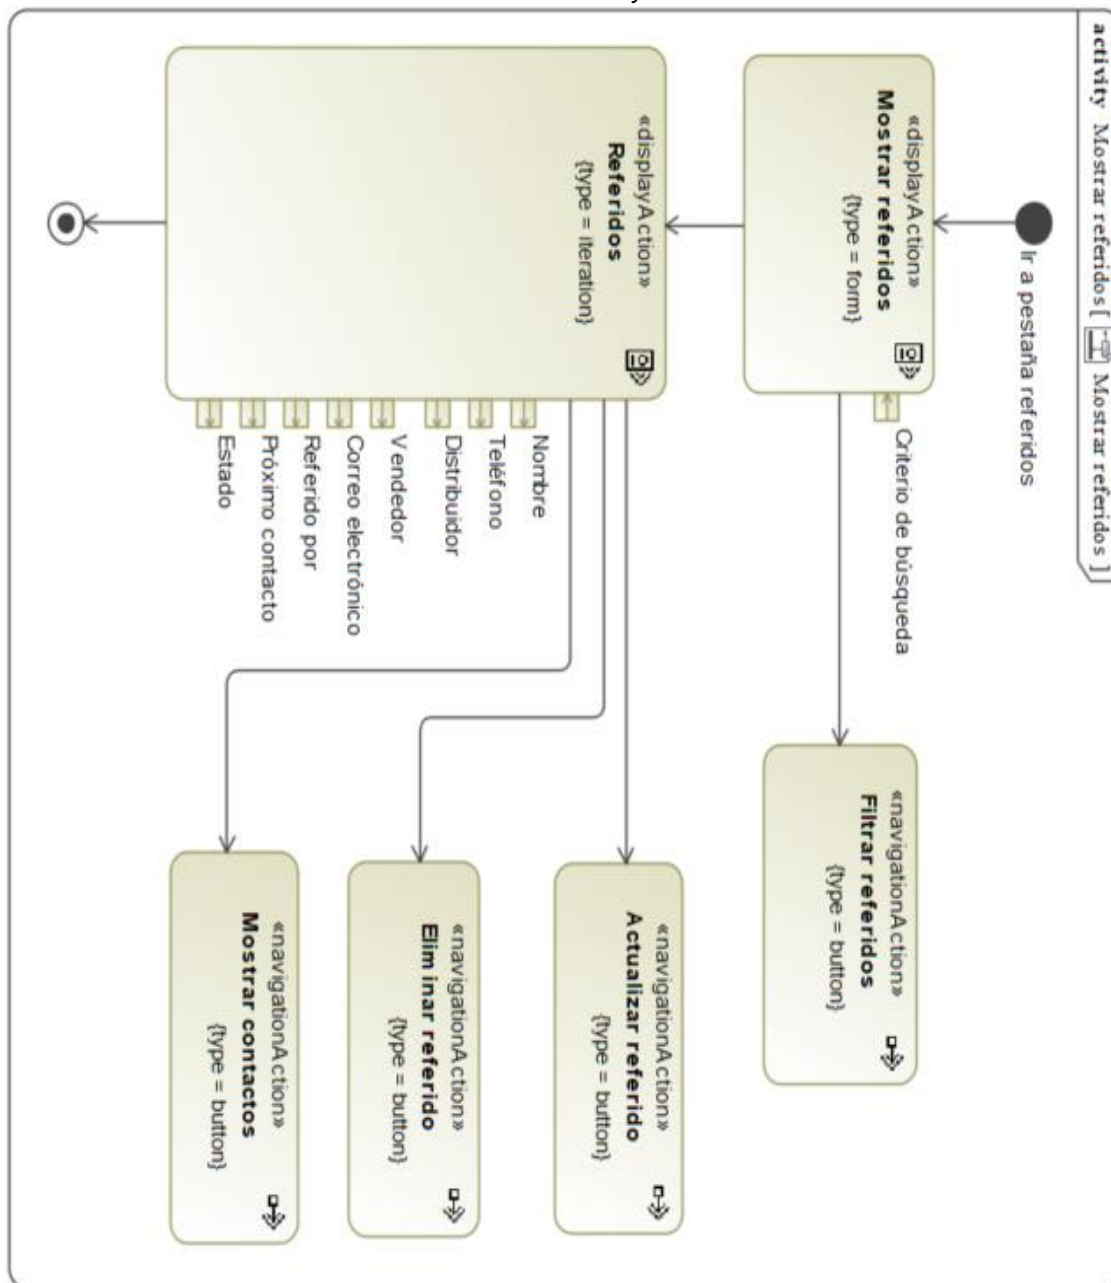 activity Mostrar referidos[ Mostrar referidos ]
Ir a pestaña referidos
«displayAction»
Mostrar referidos
{type = form}
Criterio de búsqueda
«navigationAction»
Filtrar referidos
{type = button}
«displayAction»
Referidos
{type = iteration}
Nombre
Teléfono
Distribuidor
Vendedor
Correo electrónico
Referido por
Próximo contacto
Estado
«navigationAction»
Actualizar referido
{type = button}
«navigationAction»
Eliminar referido
{type = button}
«navigationAction»
Mostrar contactos
{type = button}